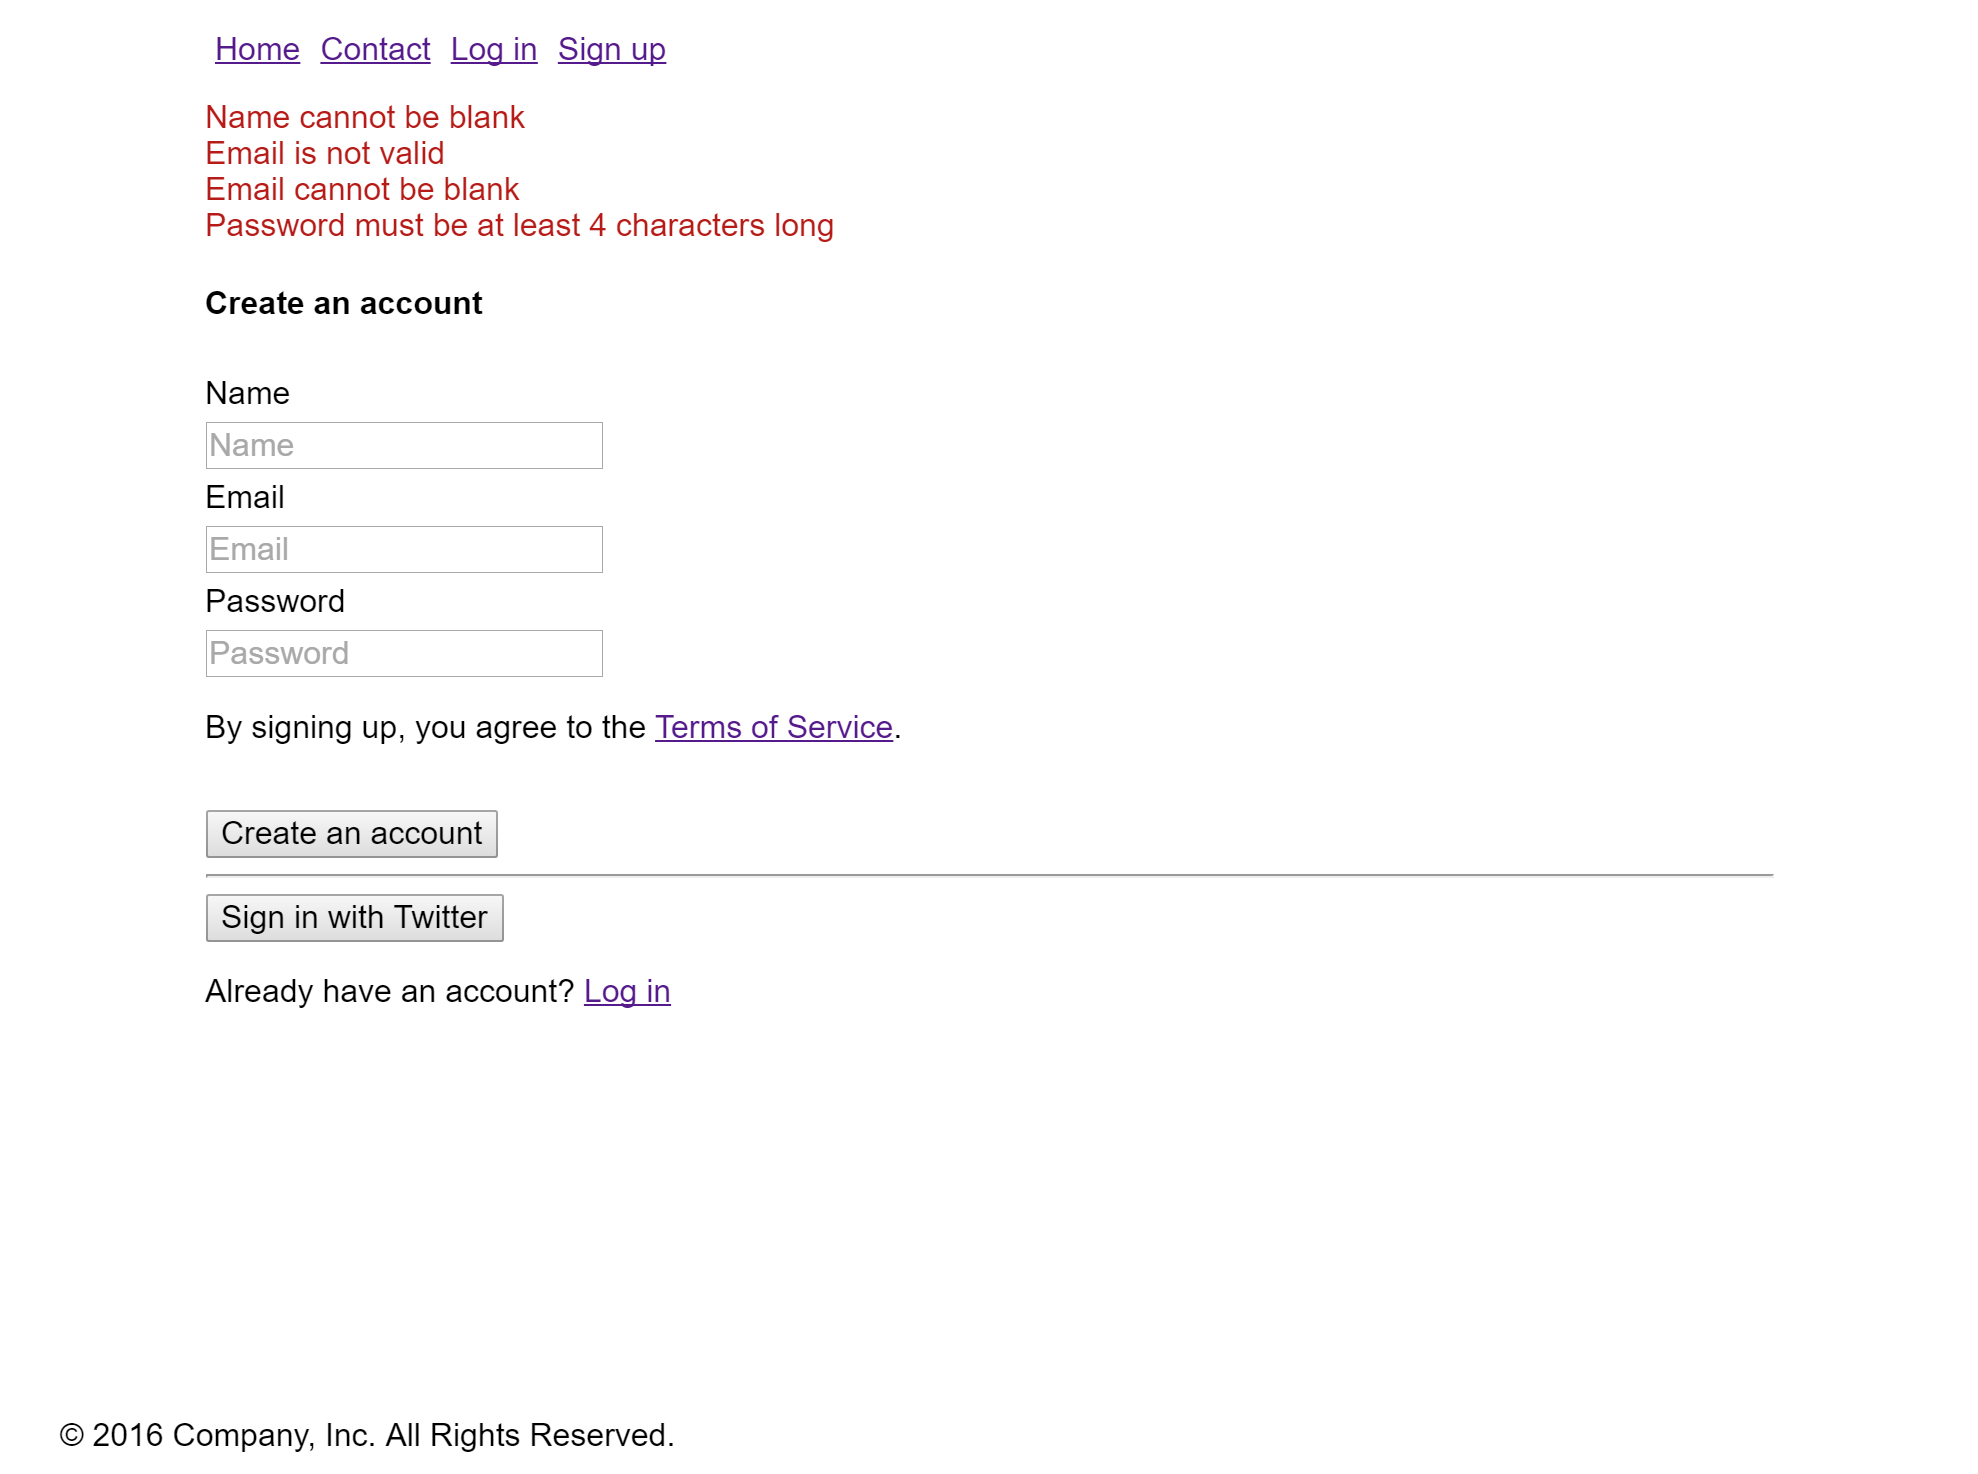 Home Contact Log in Sign up
Name cannot be blank
Email is not valid
Email cannot be blank
Password must be at least 4 characters long
Create an account
Name
Name
Email
Email
Password
Password
By signing up, you agree to the Terms of Service.
Create an account
Sign in with Twitter
Already have an account? Log in
© 2016 Company, Inc. All Rights Reserved.